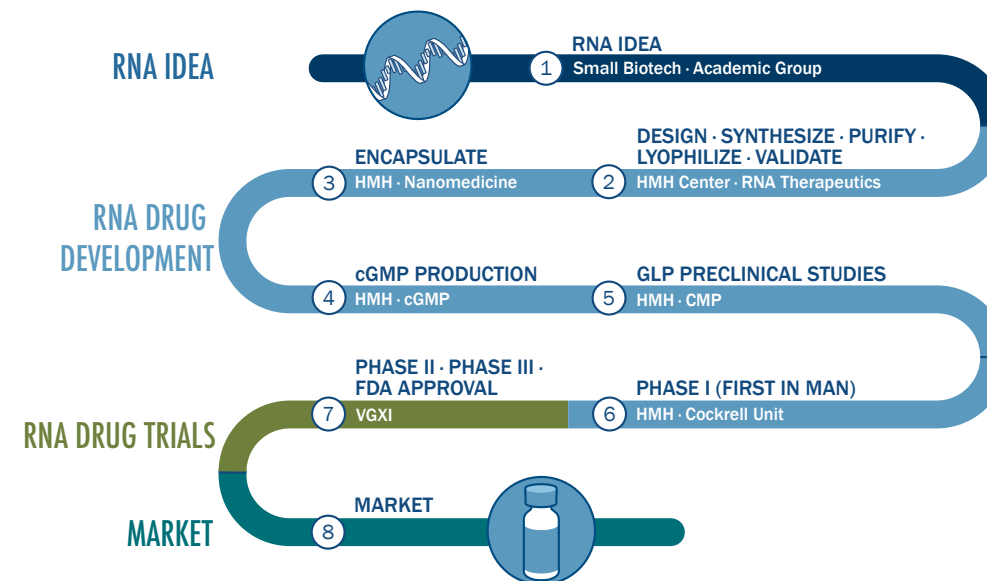 RNA IDEA
RNA IDEA
1
Small Biotech · Academic Group
DESIGN · SYNTHESIZE · PURIFY ·
LYOPHILIZE · VALIDATE
2
HMH Center · RNA Therapeutics
ENCAPSULATE
3
HMH · Nanomedicine
RNA DRUG
DEVELOPMENT
cGMP PRODUCTION
4
HMH · cGMP
GLP PRECLINICAL STUDIES
5
HMH · CMP
PHASE I (FIRST IN MAN)
6
HMH · Cockrell Unit
PHASE II · PHASE III ·
FDA APPROVAL
7
VGXI
RNA DRUG TRIALS
MARKET
MARKET
8